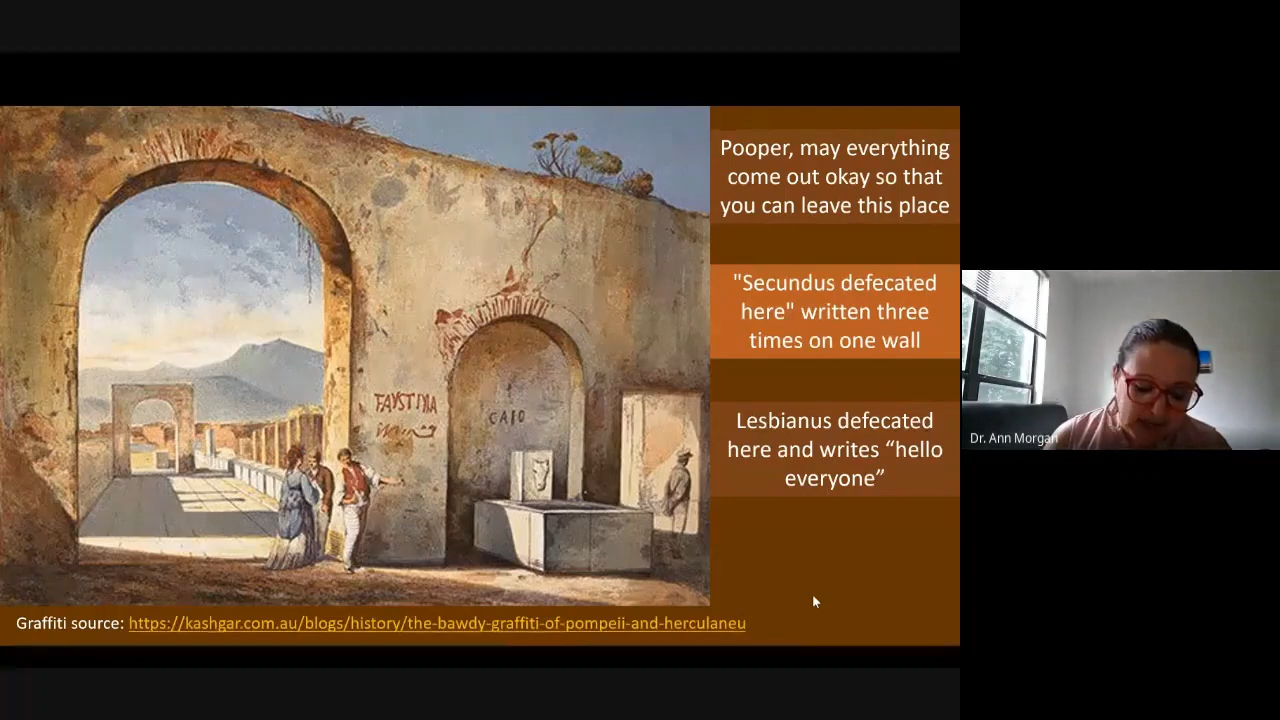 Pooper, may everything
come out okay so that
you can leave this place
"Secundus defecated
here" written three
times on one wall
Lesbianus defecated
here and writes “hello
everyone”
FAVSTINA
CAIO
Graffiti source: https://kashgar.com.au/blogs/history/the-bawdy-graffiti-of-pompeii-and-herculaneu
Dr. Ann Morgan